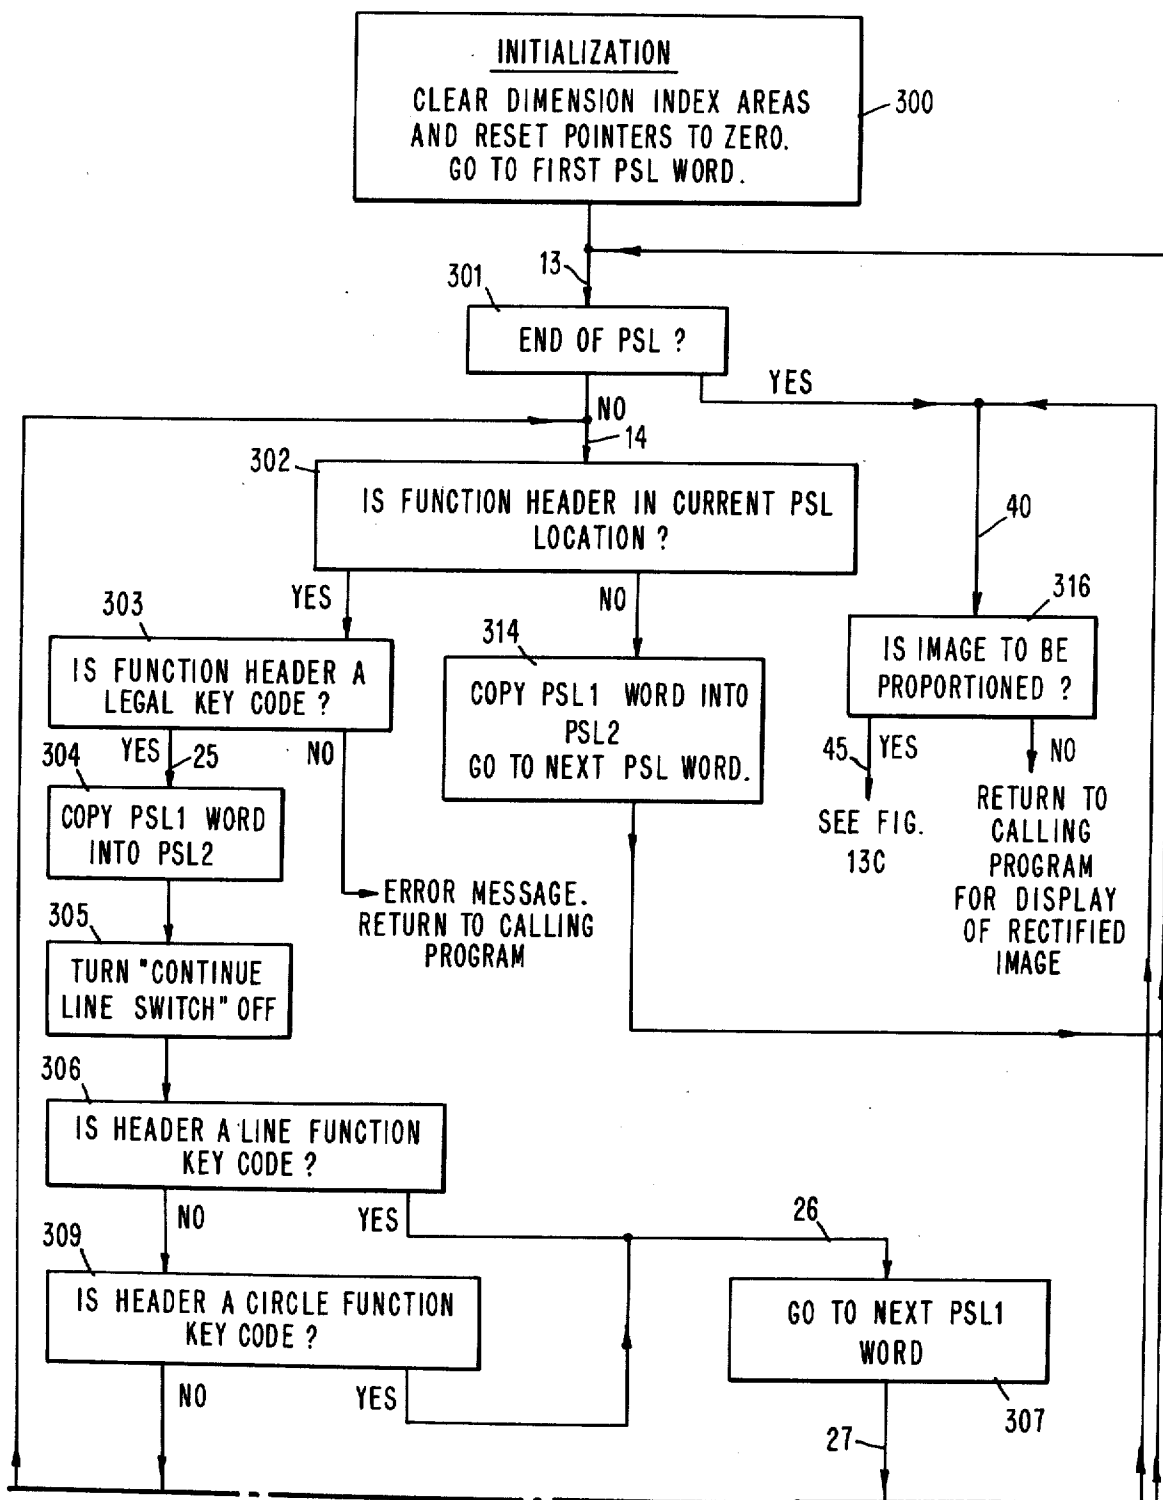 INITIALIZATION
CLEAR DIMENSION INDEX AREAS
AND RESET POINTERS TO ZERO.
GO TO FIRST PSL WORD.
300
13
301
END OF PSL ?
YES
NO
14
302
IS FUNCTION HEADER IN CURRENT PSL
LOCATION ?
40
YES
NO
303
IS FUNCTION HEADER A
LEGAL KEY CODE ?
314
COPY PSL1 WORD INTO
PSL2
GO TO NEXT PSL WORD.
316
IS IMAGE TO BE
PROPORTIONED ?
YES
25
NO
45
YES
NO
304
COPY PSL1 WORD
INTO PSL2
SEE FIG.
13C
RETURN TO
CALLING
PROGRAM
FOR DISPLAY
OF RECTIFIED
IMAGE
ERROR MESSAGE.
RETURN TO CALLING
PROGRAM
305
TURN "CONTINUE
LINE SWITCH" OFF
306
IS HEADER A LINE FUNCTION
KEY CODE ?
NO
YES
26
309
IS HEADER A CIRCLE FUNCTION
KEY CODE ?
GO TO NEXT PSL1
WORD
NO
YES
307
27